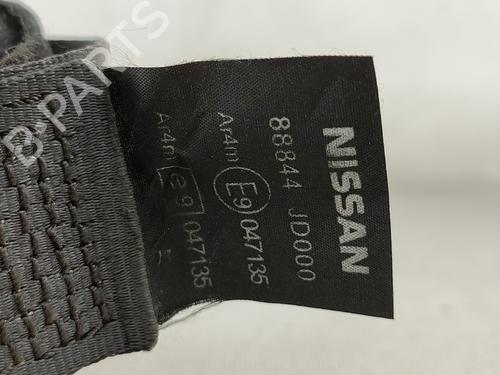 NISSAN
88844 JD000
Ar4m E9 047135
Ar4m e9 047135
E
B-PARTS